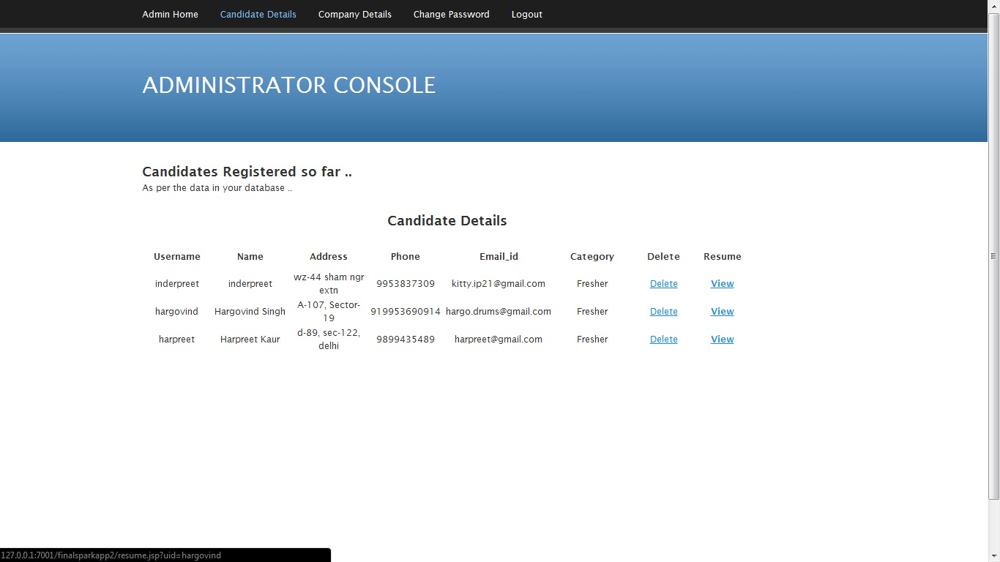 Admin Home Candidate Details Company Details Change Password Logout
ADMINISTRATOR CONSOLE
Candidates Registered so far ..
As per the data in your database ..
Candidate Details
Username Name Address Phone Email_id Category Delete Resume
inderpreet inderpreet wz-44 sham ngr extn 9953837309 kitty.ip21@gmail.com Fresher Delete View
hargovind Hargovind Singh A-107, Sector-19 919953690914 hargo.drums@gmail.com Fresher Delete View
harpreet Harpreet Kaur d-89, sec-122, delhi 9899435489 harpreet@gmail.com Fresher Delete View
127.0.0.1:7001/finalsparkapp2/resume.jsp?uid=hargovind